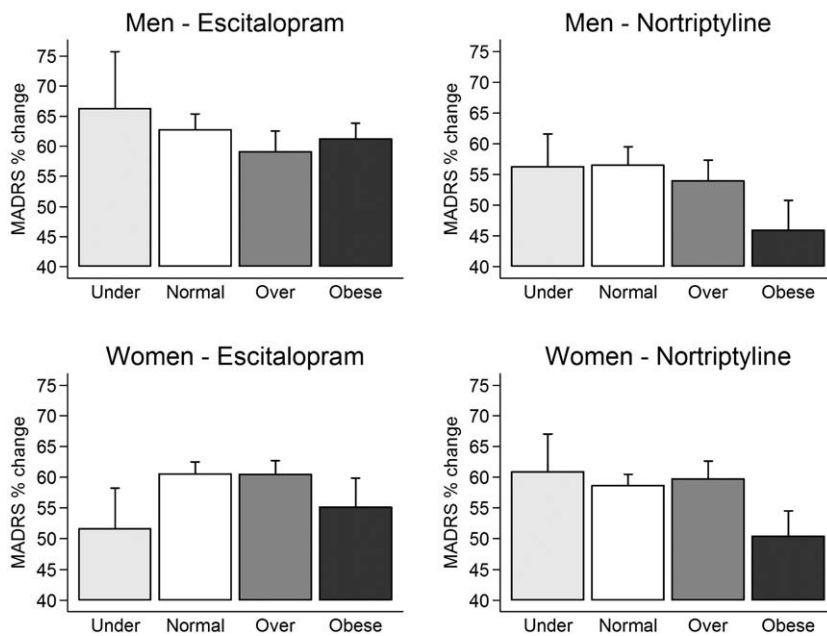 Men - Escitalopram
MADRS % change
75
70
65
60
55
50
45
40
Under Normal Over Obese
Men - Nortriptyline
MADRS % change
75
70
65
60
55
50
45
40
Under Normal Over Obese
Women - Escitalopram
MADRS % change
75
70
65
60
55
50
45
40
Under Normal Over Obese
Women - Nortriptyline
MADRS % change
75
70
65
60
55
50
45
40
Under Normal Over Obese